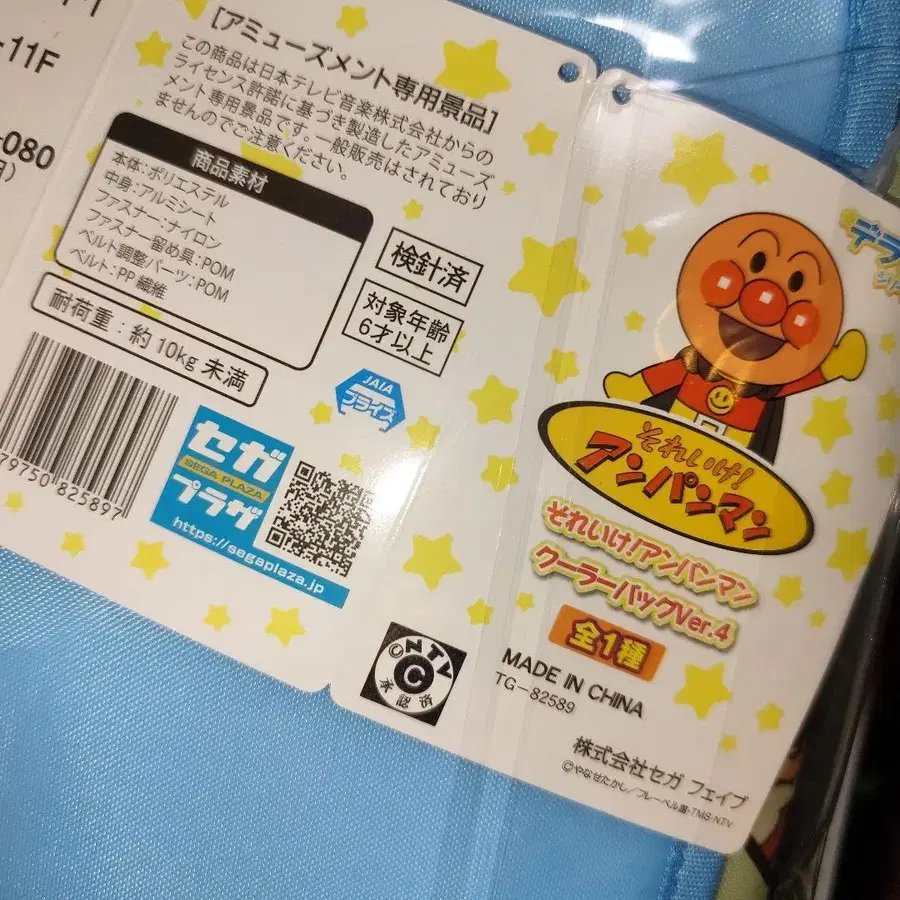 -11F
-080
[アミューズメント専用景品]
この商品は日本テレビ音楽株式会社からの
ライセンス許諾に基づき製造したアミューズ
メント専用景品です 一般販売はされており
ませんのでご注意ください。
商品素材
本体:ポリエステル
中身:アルミシート
ファスナー:ナイロン
ファスナー留め具:POM
ベルト調整パーツ:POM
ベルト:PP 繊維
耐荷重:約 10kg 未満
検針済
対象年齢
6才以上
JAIA
プライズ
79750 825897
セガ
SEGA PLAZA
プラザ
https://segaplaza.jp
NTV
C
承認済
デラ
それいけ!
アンパンマン
それいけ!アンパンマン
クーラーバッグVer.4
全1種
MADE IN CHINA
TG-82589
株式会社セガ フェイブ
©やなせたかし/フレーベル館・TMS・NTV